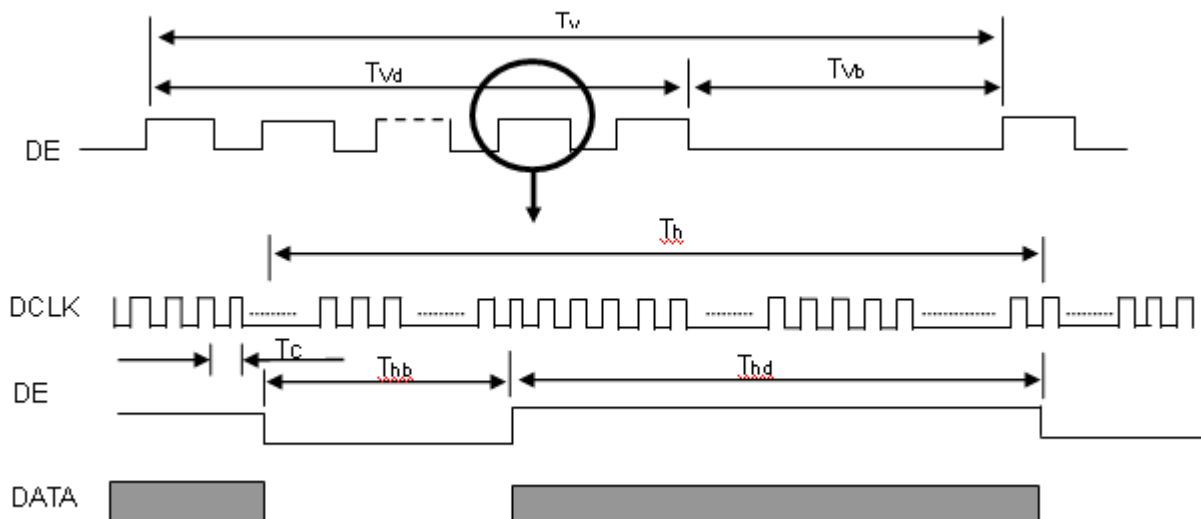 Tv
Tvd
Tvb
DE
Th
DCLK
Tc
Thb
Thd
DE
DATA